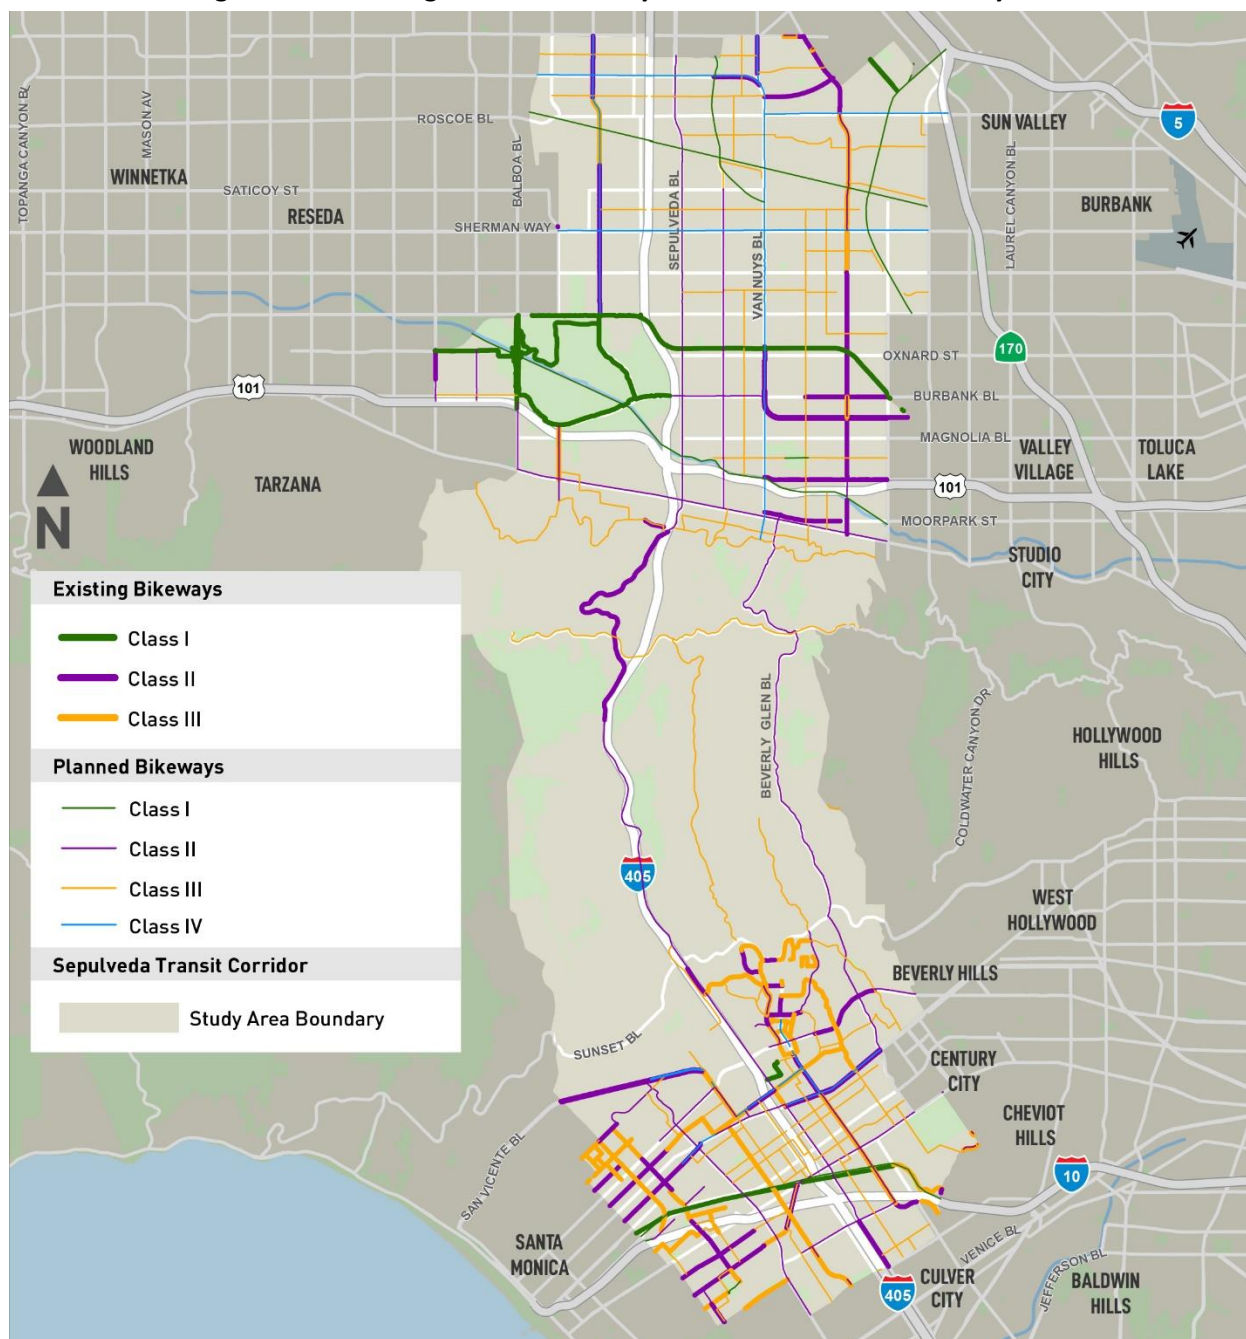 TOPANGA CANYON BL
MASON AV
ROSCOE BL
BALBOA BL
SEPULVEDA BL
VAN NUYS BL
SUN VALLEY
LAUREL CANYON BL
5
WINNETKA
SATICOY ST
RESEDA
SHERMAN WAY
BURBANK
OXNARD ST
170
101
BURBANK BL
MAGNOLIA BL
WOODLAND
HILLS
TARZANA
VALLEY
VILLAGE
TOLUCA
LAKE
101
MOORPARK ST
N
STUDIO
CITY
Existing Bikeways
Class I
Class II
Class III
Planned Bikeways
Class I
Class II
Class III
Class IV
Sepulveda Transit Corridor
Study Area Boundary
BEVERLY GLEN BL
COLDWATER CANYON DR
HOLLYWOOD
HILLS
405
WEST
HOLLYWOOD
BEVERLY HILLS
SUNSET BL
CENTURY
CITY
CHEVIOT
HILLS
SAN VICENTE BL
10
SANTA
MONICA
VENICE BL
CULVER
CITY
405
JEFFERSON BL
BALDWIN
HILLS